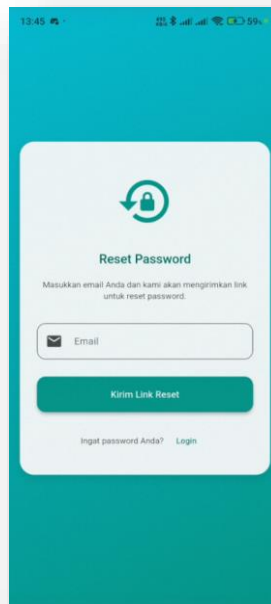 13:45
59
Reset Password
Masukkan email Anda dan kami akan mengirimkan link
untuk reset password.
Email
Kirim Link Reset
Ingat password Anda? Login